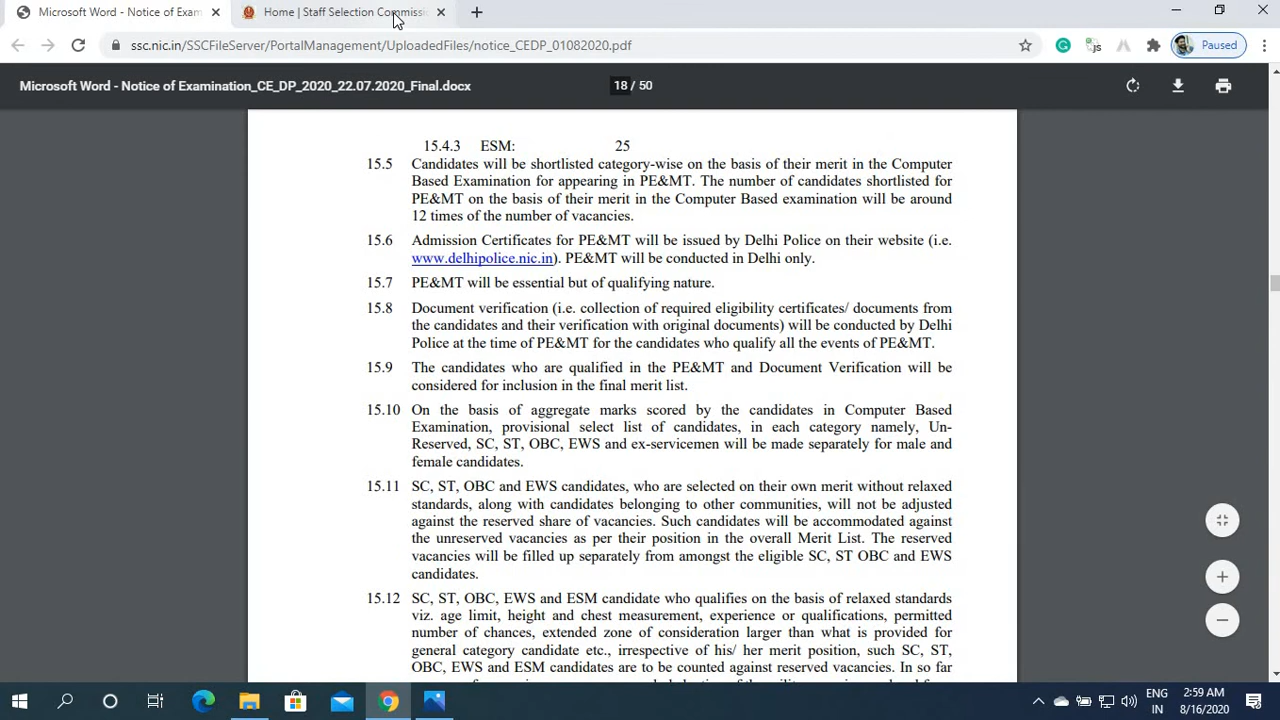 Microsoft Word - Notice of Exam
Home | Staff Selection Commissi
ssc.nic.in/SSCFileServer/PortalManagement/UploadedFiles/notice_CEDP_01082020.pdf
Paused
Microsoft Word - Notice of Examination_CE_DP_2020_22.07.2020_Final.docx
18 / 50
15.4.3 ESM: 25
15.5 Candidates will be shortlisted category-wise on the basis of their merit in the Computer
Based Examination for appearing in PE&MT. The number of candidates shortlisted for
PE&MT on the basis of their merit in the Computer Based examination will be around
12 times of the number of vacancies.
15.6 Admission Certificates for PE&MT will be issued by Delhi Police on their website (i.e.
www.delhipolice.nic.in). PE&MT will be conducted in Delhi only.
15.7 PE&MT will be essential but of qualifying nature.
15.8 Document verification (i.e. collection of required eligibility certificates/ documents from
the candidates and their verification with original documents) will be conducted by Delhi
Police at the time of PE&MT for the candidates who qualify all the events of PE&MT.
15.9 The candidates who are qualified in the PE&MT and Document Verification will be
considered for inclusion in the final merit list.
15.10 On the basis of aggregate marks scored by the candidates in Computer Based
Examination, provisional select list of candidates, in each category namely, Un-
Reserved, SC, ST, OBC, EWS and ex-servicemen will be made separately for male and
female candidates.
15.11 SC, ST, OBC and EWS candidates, who are selected on their own merit without relaxed
standards, along with candidates belonging to other communities, will not be adjusted
against the reserved share of vacancies. Such candidates will be accommodated against
the unreserved vacancies as per their position in the overall Merit List. The reserved
vacancies will be filled up separately from amongst the eligible SC, ST OBC and EWS
candidates.
15.12 SC, ST, OBC, EWS and ESM candidate who qualifies on the basis of relaxed standards
viz. age limit, height and chest measurement, experience or qualifications, permitted
number of chances, extended zone of consideration larger than what is provided for
general category candidate etc., irrespective of his/ her merit position, such SC, ST,
OBC, EWS and ESM candidates are to be counted against reserved vacancies. In so far
ENG
IN
2:59 AM
8/16/2020